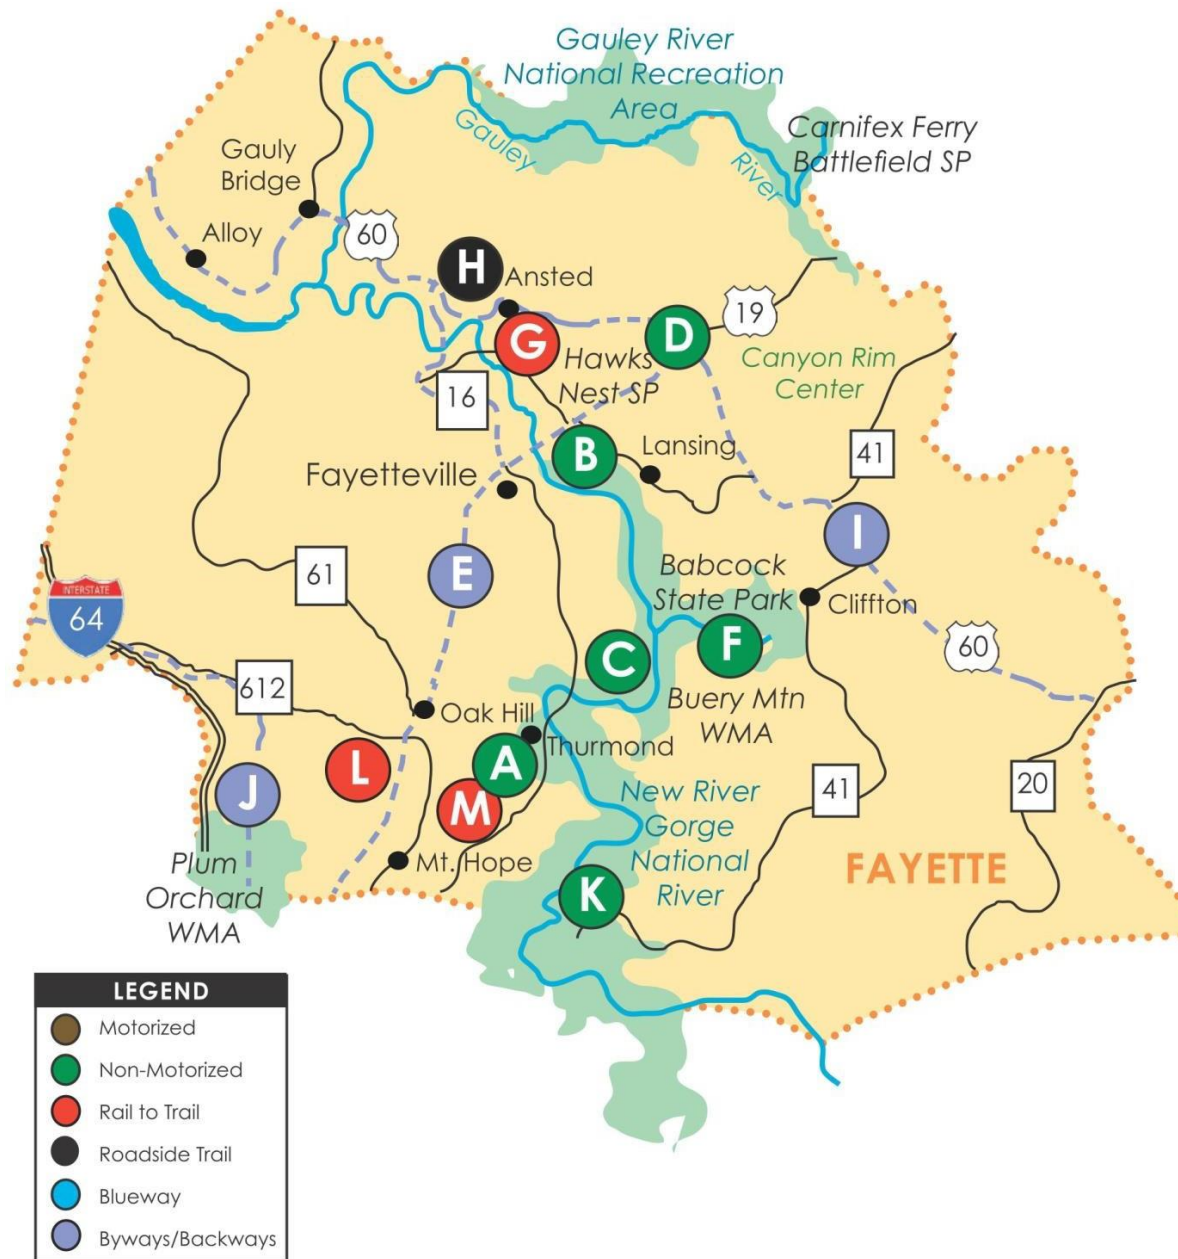 Gauley River
National Recreation
Area
Gauley
River
Carnifex Ferry
Battlefield SP
Gauly
Bridge
Alloy
60
H
Ansted
G
D
19
Hawks
Nest SP
Canyon Rim
Center
16
B
Lansing
41
Fayetteville
I
E
61
Babcock
State Park
Cliffton
INTERSTATE
64
C
F
60
612
Buery Mtn
WMA
Oak Hill
Thurmond
L
A
J
M
New River
Gorge
National
River
41
20
Plum
Orchard
WMA
Mt. Hope
FAYETTE
K
LEGEND
Motorized
Non-Motorized
Rail to Trail
Roadside Trail
Blueway
Byways/Backways